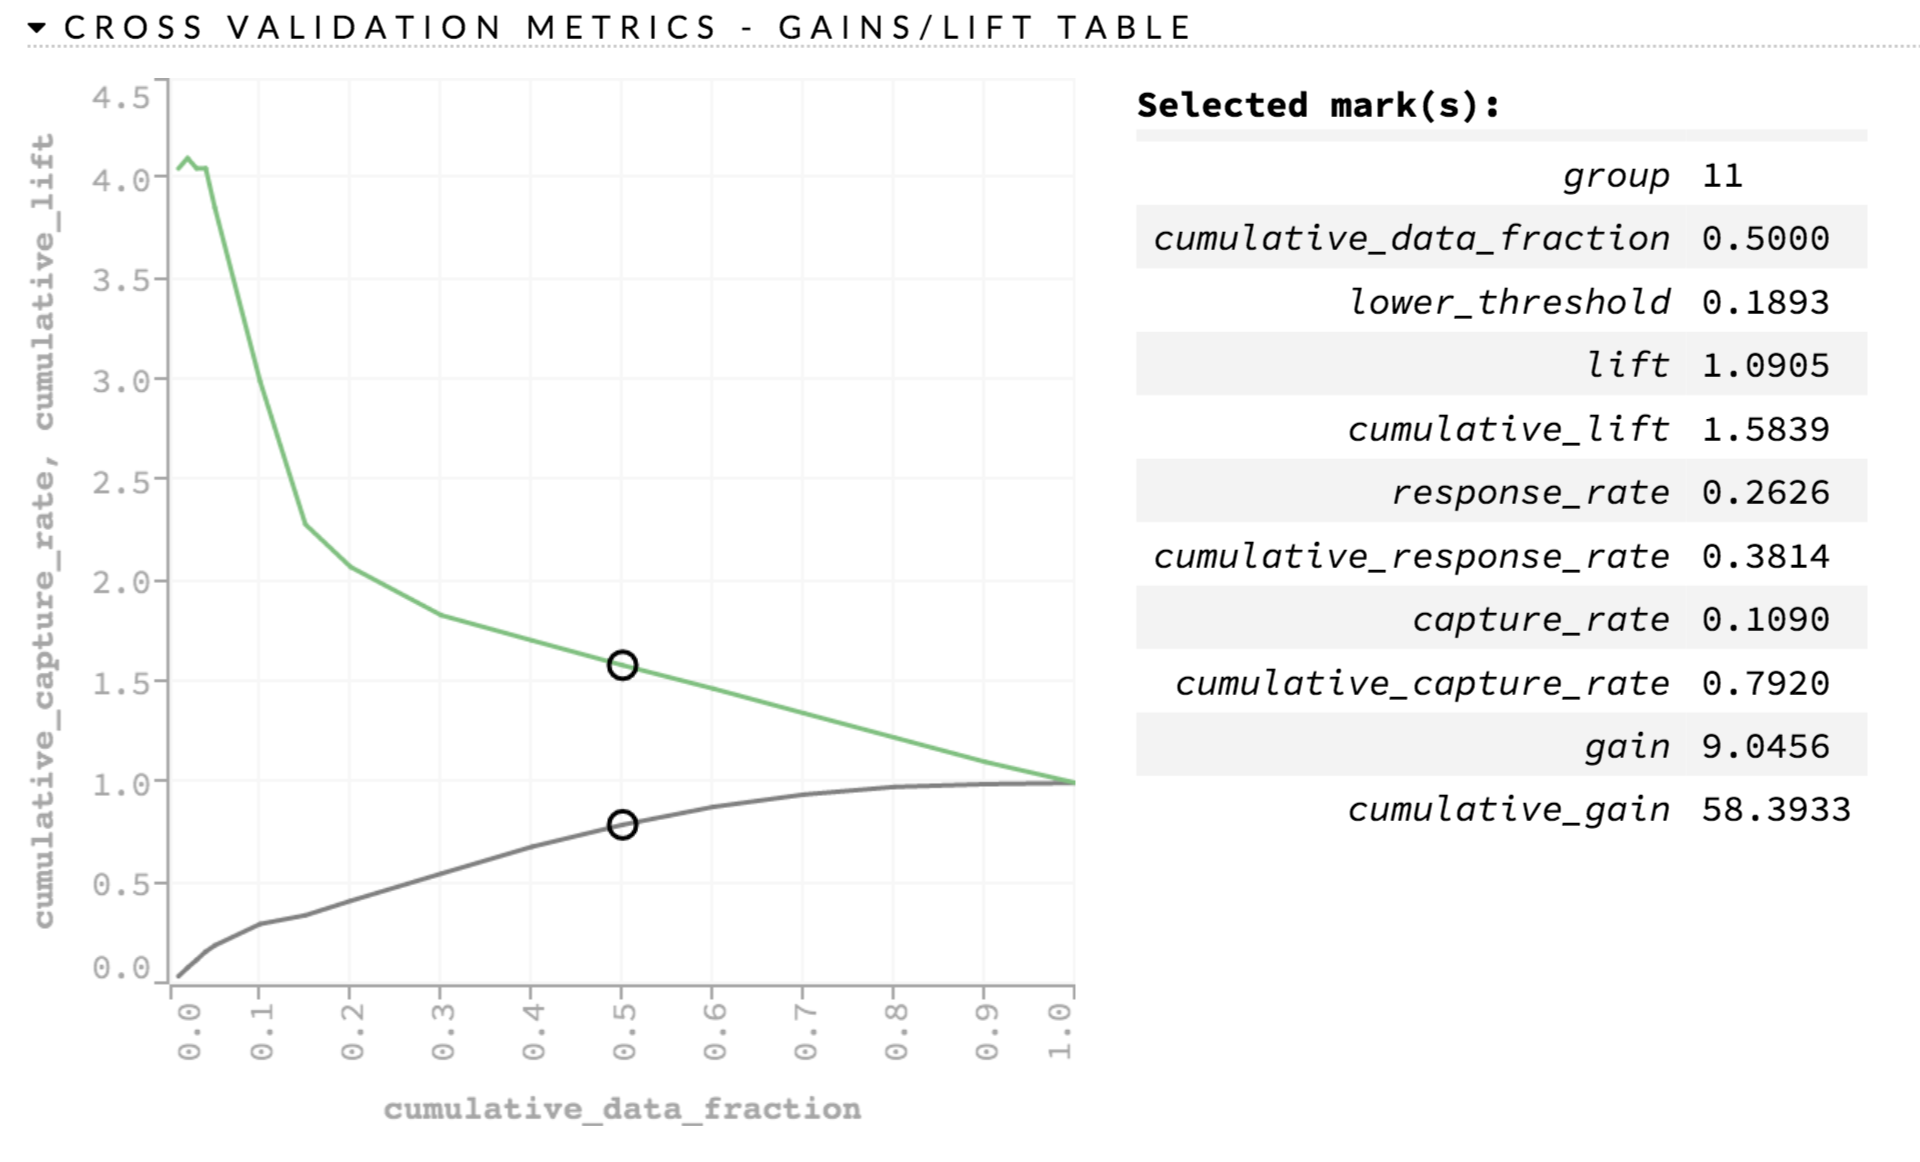 CROSS VALIDATION METRICS - GAINS/LIFT TABLE
cumulative_capture_rate, cumulative_lift
4.5
4.0
3.5
3.0
2.5
2.0
1.5
1.0
0.5
0.0
0.0 0.1 0.2 0.3 0.4 0.5 0.6 0.7 0.8 0.9 1.0
cumulative_data_fraction
Selected mark(s):
group 11
cumulative_data_fraction 0.5000
lower_threshold 0.1893
lift 1.0905
cumulative_lift 1.5839
response_rate 0.2626
cumulative_response_rate 0.3814
capture_rate 0.1090
cumulative_capture_rate 0.7920
gain 9.0456
cumulative_gain 58.3933